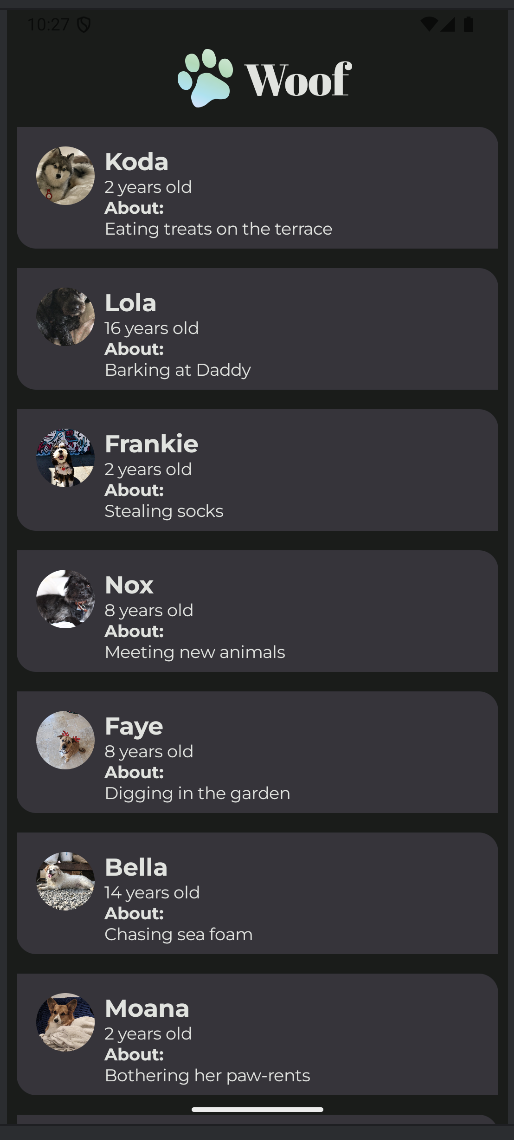 10:27
Woof
Koda
2 years old
About:
Eating treats on the terrace
Lola
16 years old
About:
Barking at Daddy
Frankie
2 years old
About:
Stealing socks
Nox
8 years old
About:
Meeting new animals
Faye
8 years old
About:
Digging in the garden
Bella
14 years old
About:
Chasing sea foam
Moana
2 years old
About:
Bothering her paw-rents